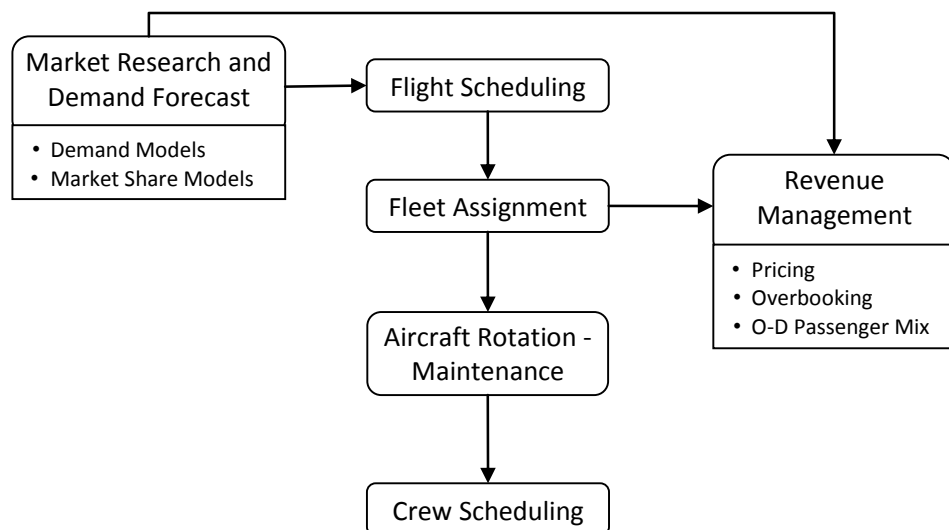 Market Research and
Demand Forecast
• Demand Models
• Market Share Models
Flight Scheduling
Fleet Assignment
Revenue
Management
• Pricing
• Overbooking
• O-D Passenger Mix
Aircraft Rotation -
Maintenance
Crew Scheduling